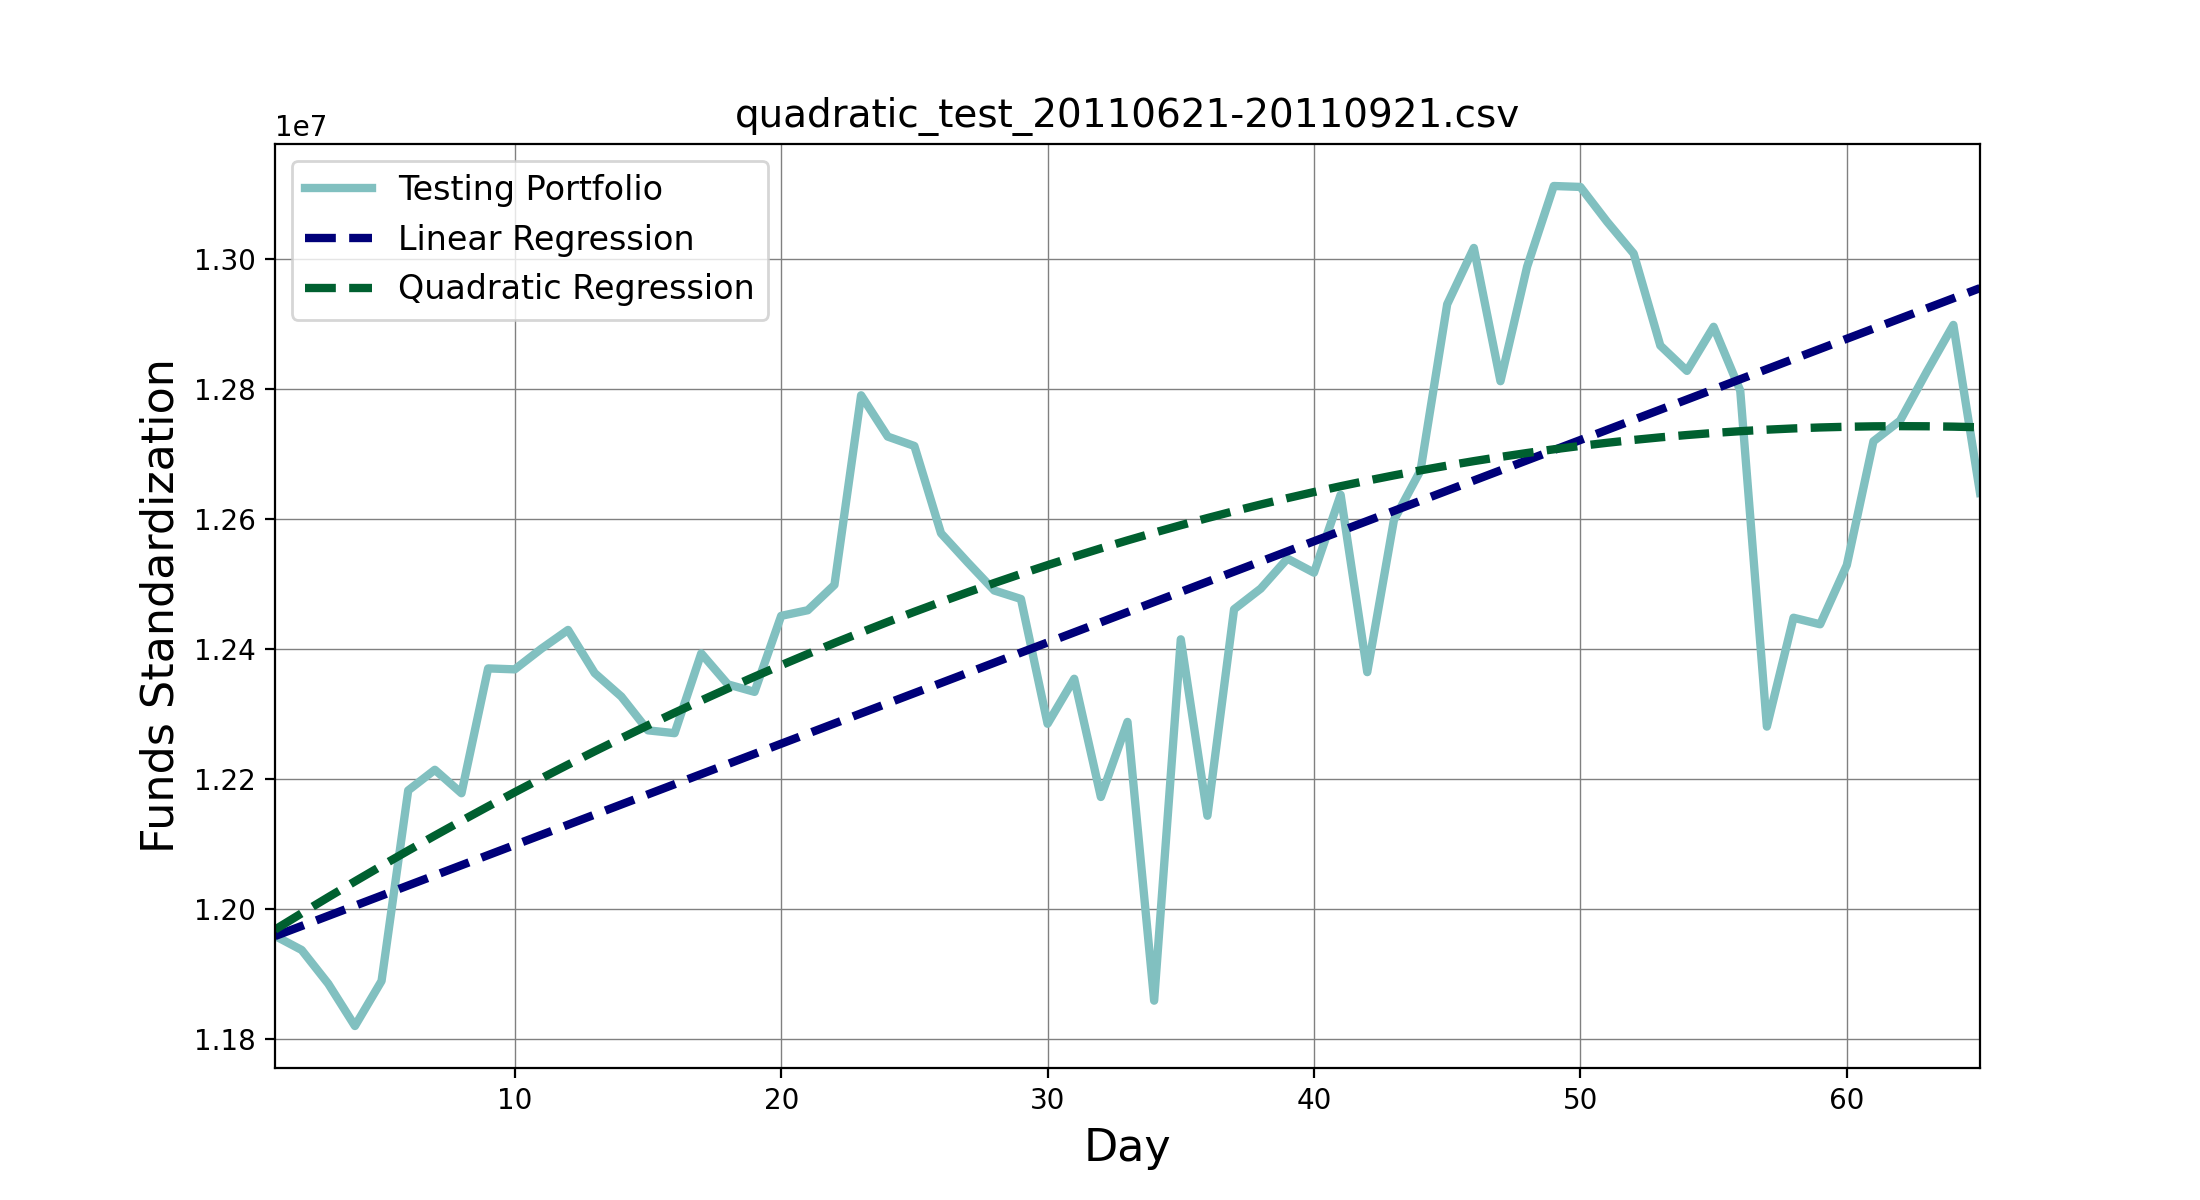 quadratic_test_20110621-20110921.csv
1e7
Testing Portfolio
Linear Regression
Quadratic Regression
Funds Standardization
1.30
1.28
1.26
1.24
1.22
1.20
1.18
10 20 30 40 50 60
Day